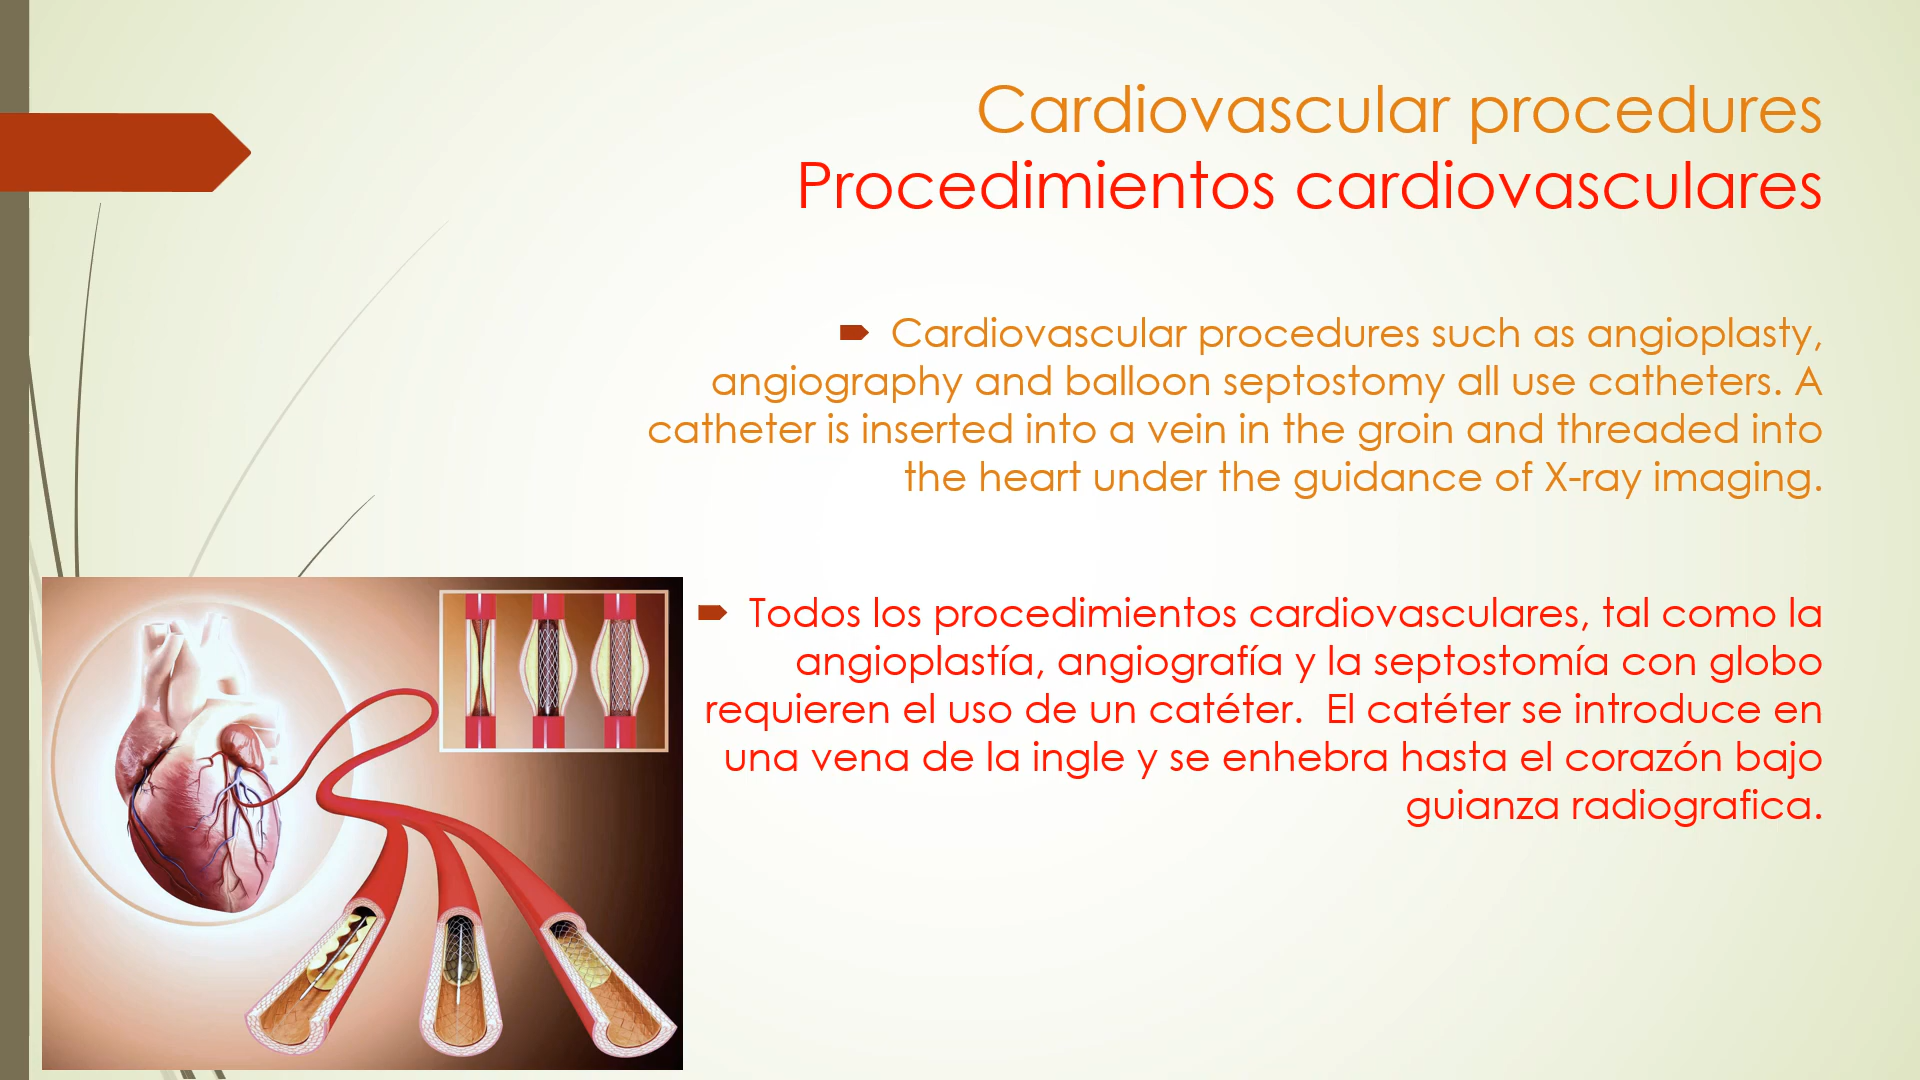 Cardiovascular procedures
Procedimientos cardiovasculares
Cardiovascular procedures such as angioplasty,
angiography and balloon septostomy all use catheters. A
catheter is inserted into a vein in the groin and threaded into
the heart under the guidance of X-ray imaging.
Todos los procedimientos cardiovasculares, tal como la
angioplastía, angiografía y la septostomía con globo
requieren el uso de un catéter.  El catéter se introduce en
una vena de la ingle y se enhebra hasta el corazón bajo
guianza radiografica.